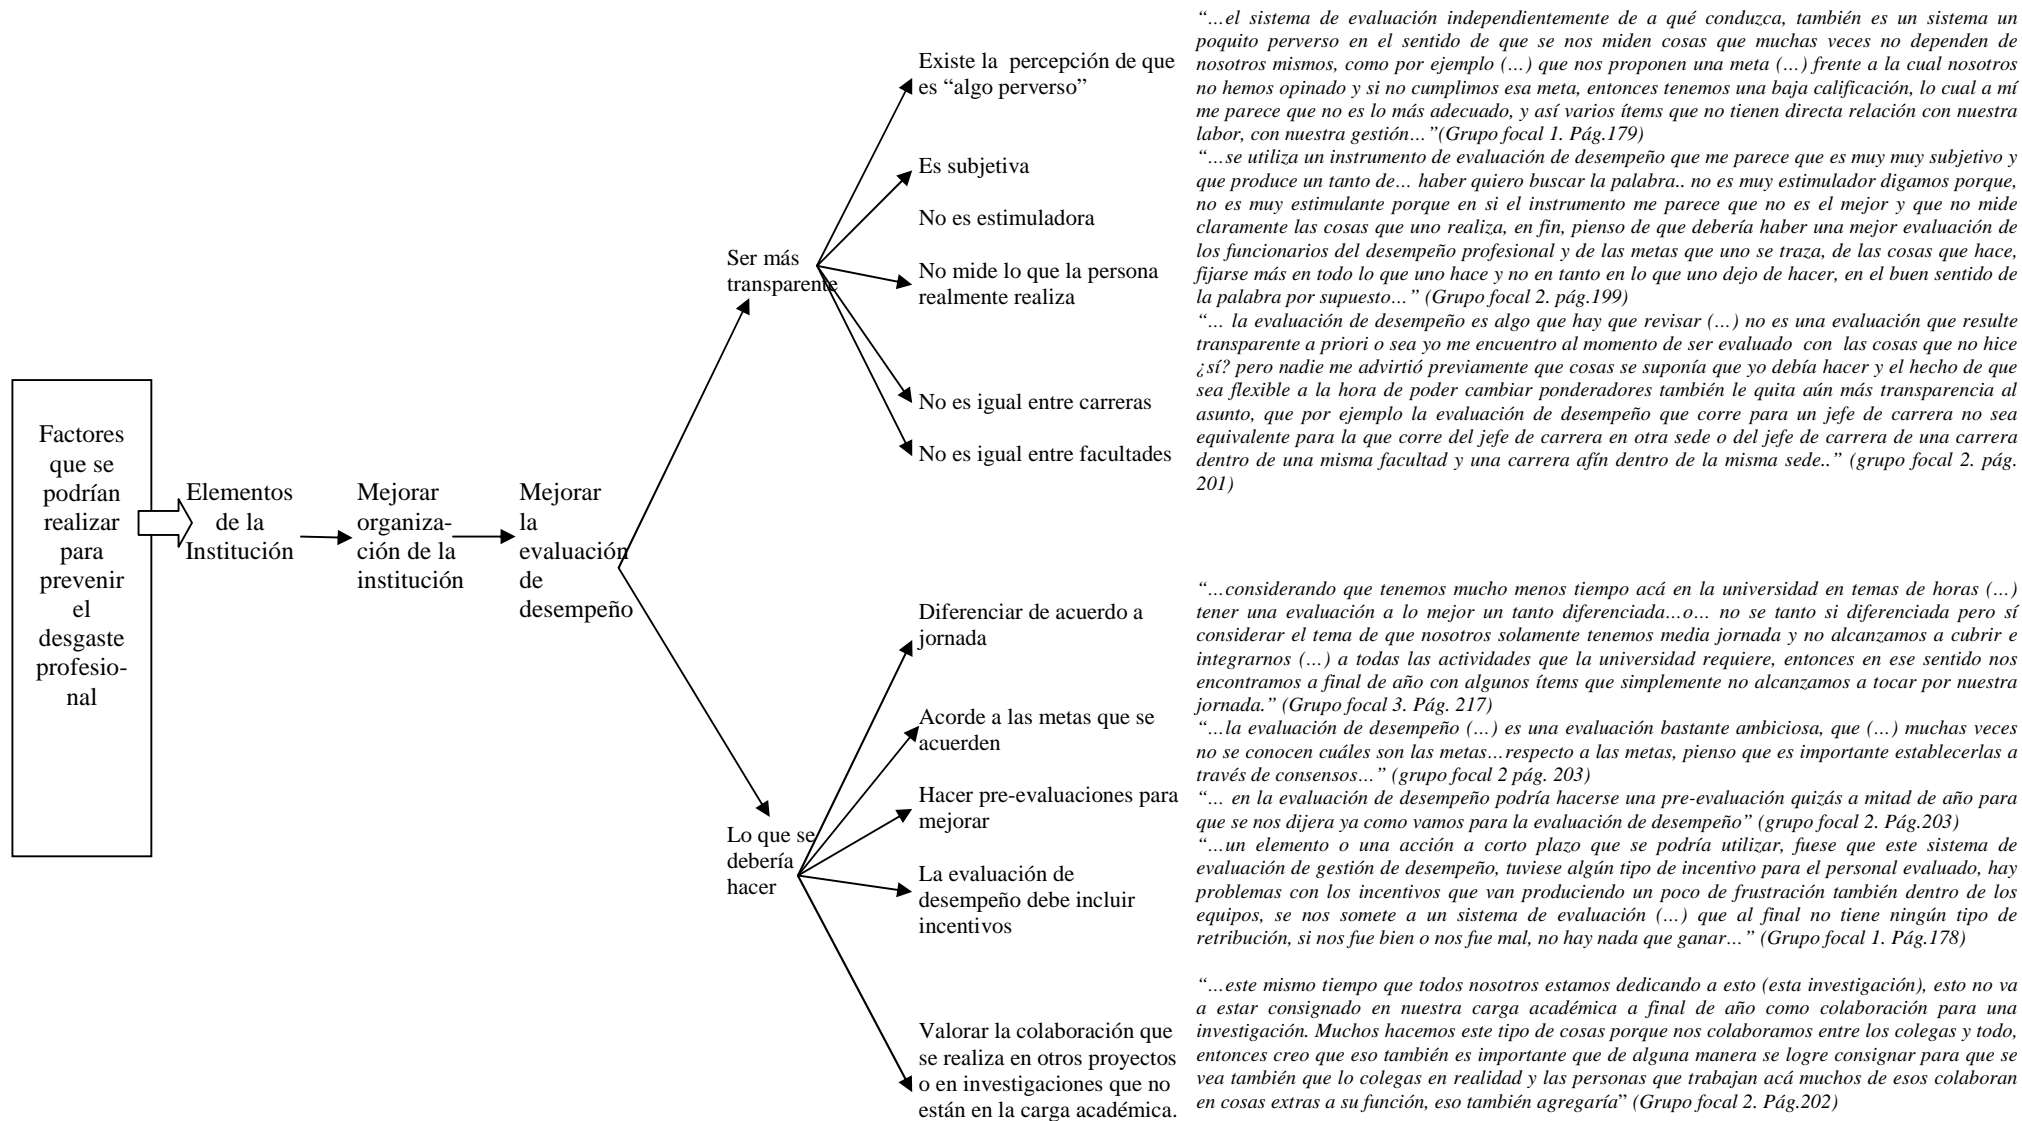 Factores
que se
podrían
realizar
para
prevenir
el
desgaste
profesio-
nal
Elementos
de la
Institución
Mejorar
organiza-
ción de la
institución
Mejorar
la
evaluación
de
desempeño
Ser más
transparente
Existe la percepción de que
es “algo perverso”
Es subjetiva
No es estimuladora
No mide lo que la persona
realmente realiza
No es igual entre carreras
No es igual entre facultades
Lo que se
debería
hacer
Diferenciar de acuerdo a
jornada
Acorde a las metas que se
acuerden
Hacer pre-evaluaciones para
mejorar
La evaluación de
desempeño debe incluir
incentivos
Valorar la colaboración que
se realiza en otros proyectos
o en investigaciones que no
están en la carga académica.
“…el sistema de evaluación independientemente de a qué conduzca, también es un sistema un
poquito perverso en el sentido de que se nos miden cosas que muchas veces no dependen de
nosotros mismos, como por ejemplo (…) que nos proponen una meta (…) frente a la cual nosotros
no hemos opinado y si no cumplimos esa meta, entonces tenemos una baja calificación, lo cual a mí
me parece que no es lo más adecuado, y así varios ítems que no tienen directa relación con nuestra
labor, con nuestra gestión…”(Grupo focal 1. Pág.179)
“…se utiliza un instrumento de evaluación de desempeño que me parece que es muy muy subjetivo y
que produce un tanto de… haber quiero buscar la palabra.. no es muy estimulador digamos porque,
no es muy estimulante porque en si el instrumento me parece que no es el mejor y que no mide
claramente las cosas que uno realiza, en fin, pienso de que debería haber una mejor evaluación de
los funcionarios del desempeño profesional y de las metas que uno se traza, de las cosas que hace,
fijarse más en todo lo que uno hace y no en tanto en lo que uno dejo de hacer, en el buen sentido de
la palabra por supuesto…” (Grupo focal 2. pág.199)
“… la evaluación de desempeño es algo que hay que revisar (…) no es una evaluación que resulte
transparente a priori o sea yo me encuentro al momento de ser evaluado con las cosas que no hice
¿sí? pero nadie me advirtió previamente que cosas se suponía que yo debía hacer y el hecho de que
sea flexible a la hora de poder cambiar ponderadores también le quita aún más transparencia al
asunto, que por ejemplo la evaluación de desempeño que corre para un jefe de carrera no sea
equivalente para la que corre del jefe de carrera en otra sede o del jefe de carrera de una carrera
dentro de una misma facultad y una carrera afín dentro de la misma sede..” (grupo focal 2. pág.
201)
“…considerando que tenemos mucho menos tiempo acá en la universidad en temas de horas (…)
tener una evaluación a lo mejor un tanto diferenciada…o… no se tanto si diferenciada pero sí
considerar el tema de que nosotros solamente tenemos media jornada y no alcanzamos a cubrir e
integrarnos (…) a todas las actividades que la universidad requiere, entonces en ese sentido nos
encontramos a final de año con algunos ítems que simplemente no alcanzamos a tocar por nuestra
jornada.” (Grupo focal 3. Pág. 217)
“…la evaluación de desempeño (…) es una evaluación bastante ambiciosa, que (…) muchas veces
no se conocen cuáles son las metas…respecto a las metas, pienso que es importante establecerlas a
través de consensos…” (grupo focal 2 pág. 203)
“… en la evaluación de desempeño podría hacerse una pre-evaluación quizás a mitad de año para
que se nos dijera ya como vamos para la evaluación de desempeño” (grupo focal 2. Pág.203)
“…un elemento o una acción a corto plazo que se podría utilizar, fuese que este sistema de
evaluación de gestión de desempeño, tuviese algún tipo de incentivo para el personal evaluado, hay
problemas con los incentivos que van produciendo un poco de frustración también dentro de los
equipos, se nos somete a un sistema de evaluación (…) que al final no tiene ningún tipo de
retribución, si nos fue bien o nos fue mal, no hay nada que ganar…” (Grupo focal 1. Pág.178)
“…este mismo tiempo que todos nosotros estamos dedicando a esto (esta investigación), esto no va
a estar consignado en nuestra carga académica a final de año como colaboración para una
investigación. Muchos hacemos este tipo de cosas porque nos colaboramos entre los colegas y todo,
entonces creo que eso también es importante que de alguna manera se logre consignar para que se
vea también que lo colegas en realidad y las personas que trabajan acá muchos de esos colaboran
en cosas extras a su función, eso también agregaría” (Grupo focal 2. Pág.202)